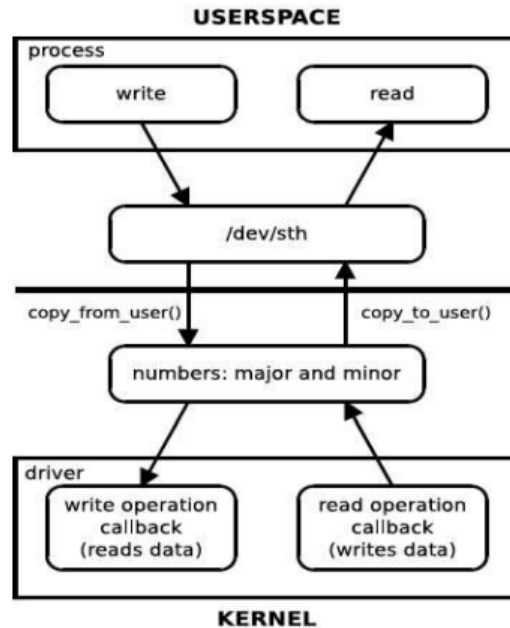 USERSPACE
process
write
read
/dev/sth
copy_from_user()
copy_to_user()
numbers: major and minor
driver
write operation
callback
(reads data)
read operation
callback
(writes data)
KERNEL